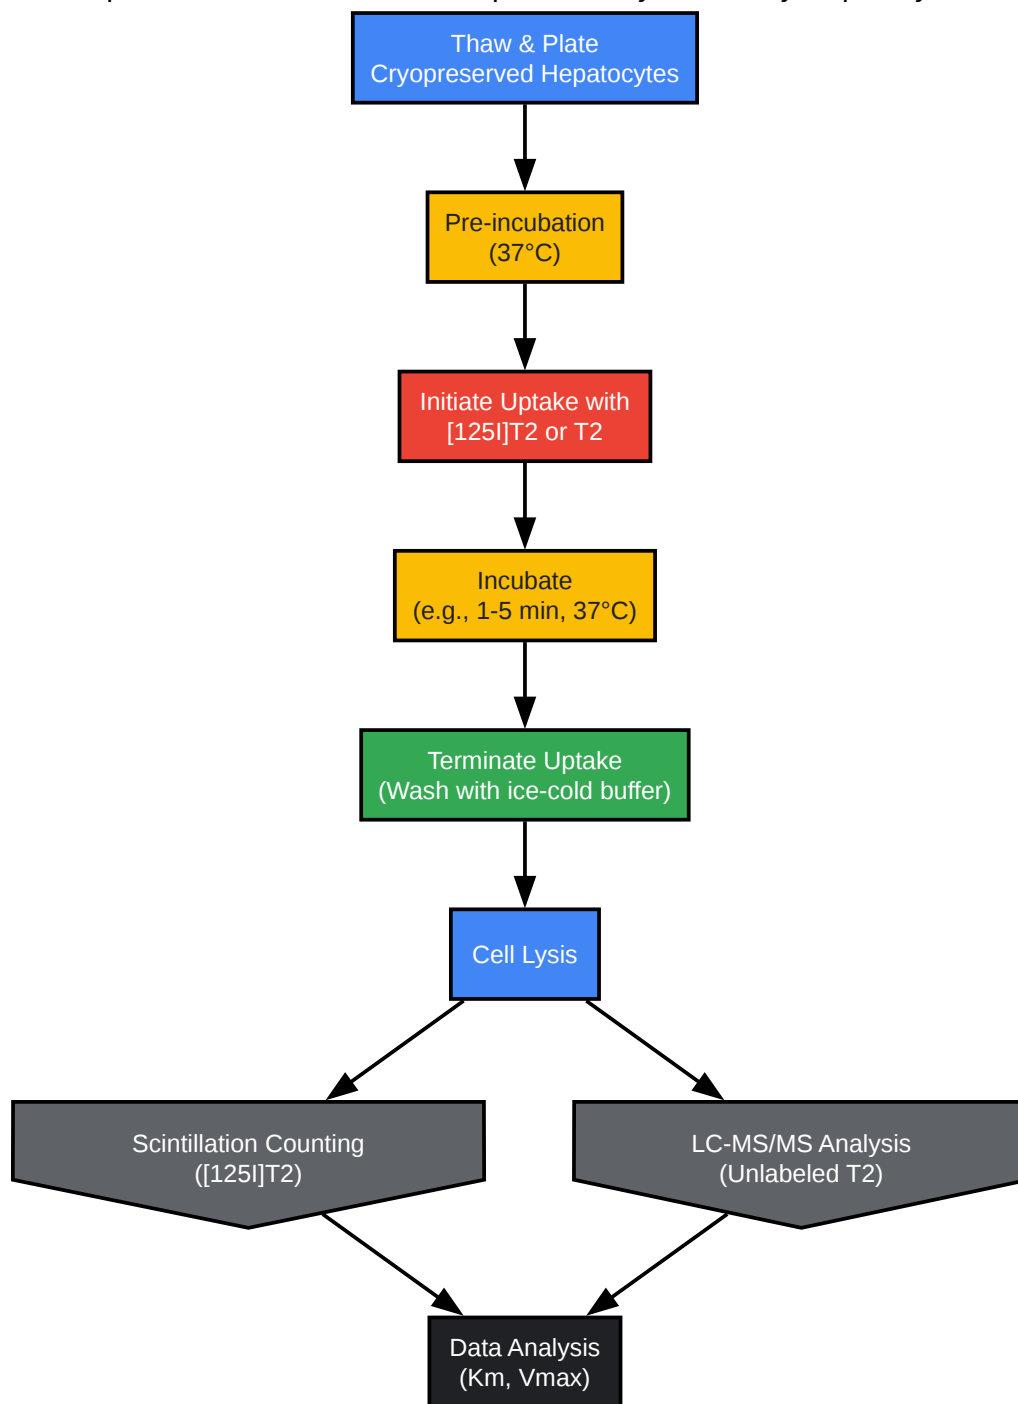 Thaw & Plate
Cryopreserved Hepatocytes
Pre-incubation
(37°C)
Initiate Uptake with
[125I]T2 or T2
Incubate
(e.g., 1-5 min, 37°C)
Terminate Uptake
(Wash with ice-cold buffer)
Cell Lysis
Scintillation Counting
([125I]T2)
LC-MS/MS Analysis
(Unlabeled T2)
Data Analysis
(Km, Vmax)